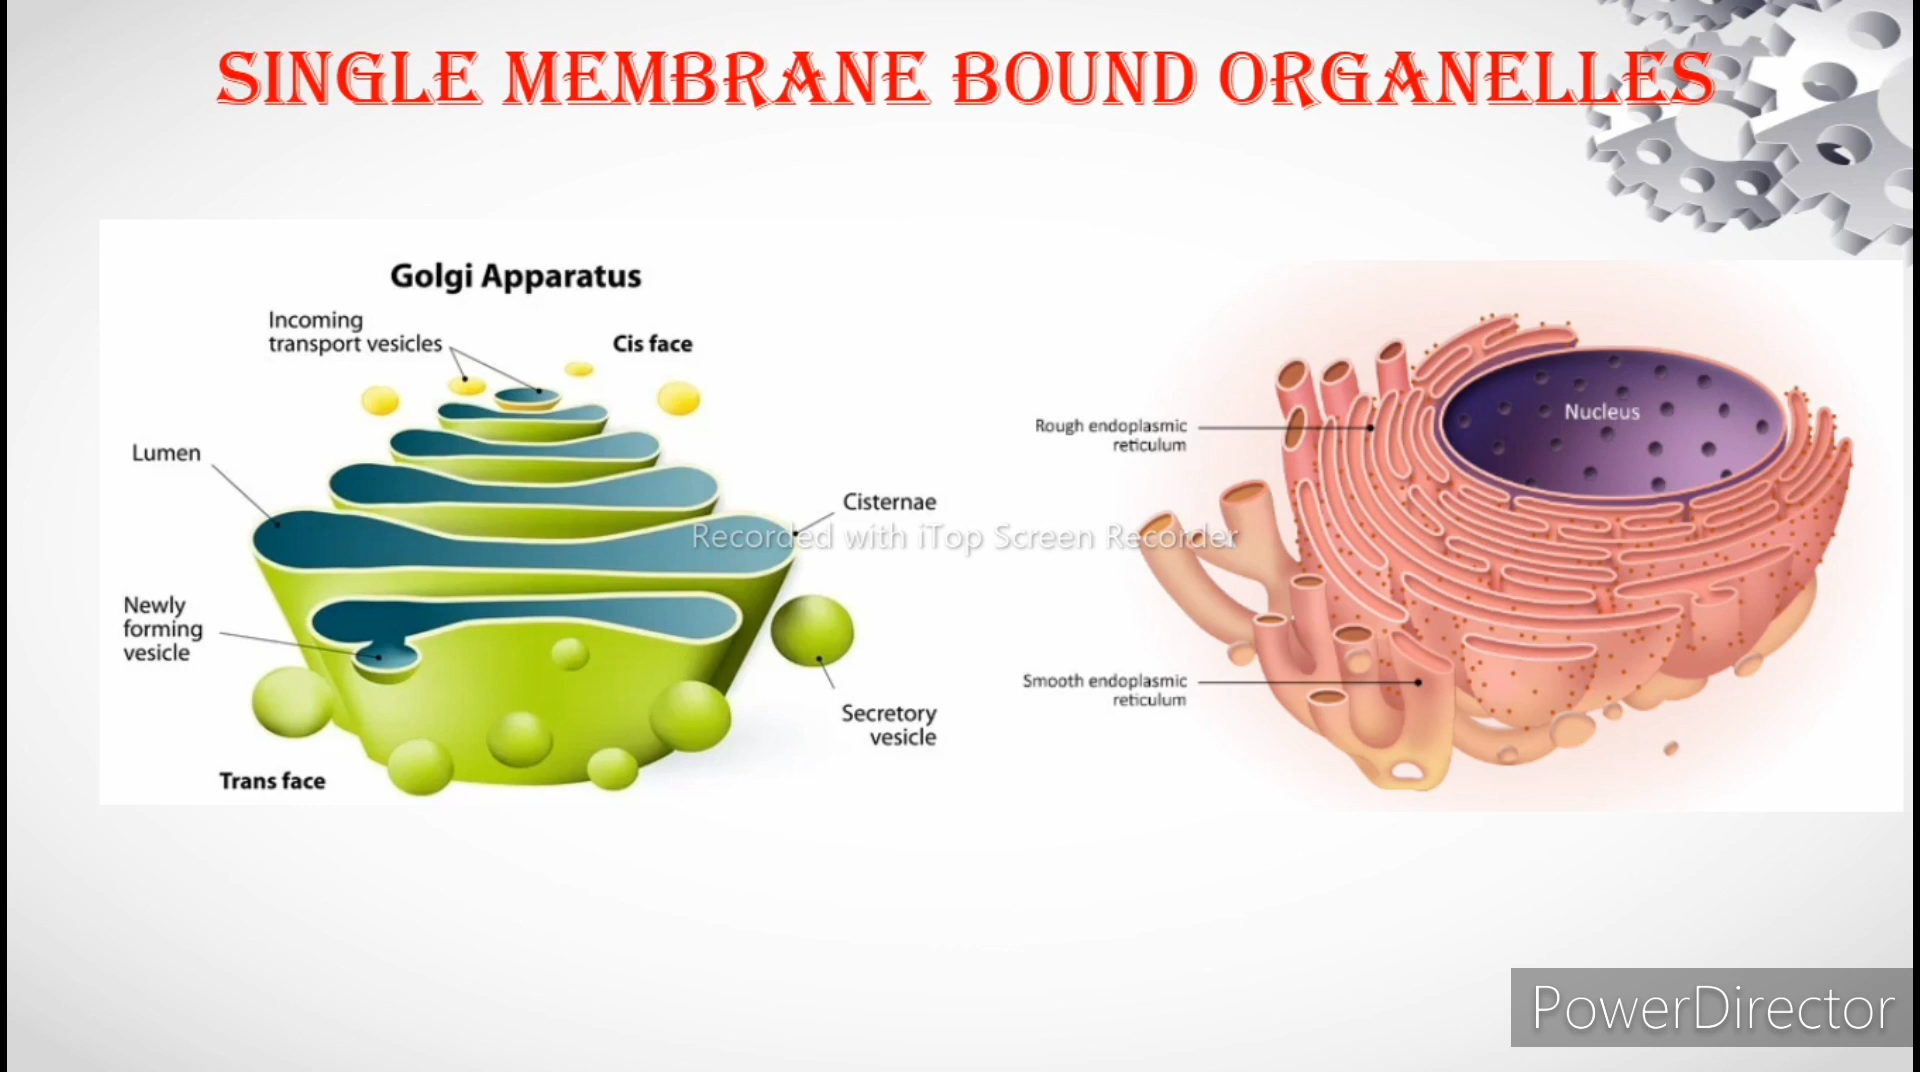 SINGLE MEMBRANE BOUND ORGANELLES
Golgi Apparatus
Incoming
transport vesicles
Cis face
Lumen
Cisternae
Newly
forming
vesicle
Secretory
vesicle
Trans face
Rough endoplasmic
reticulum
Nucleus
Smooth endoplasmic
reticulum
Recorded with iTop Screen Recorder
PowerDirector